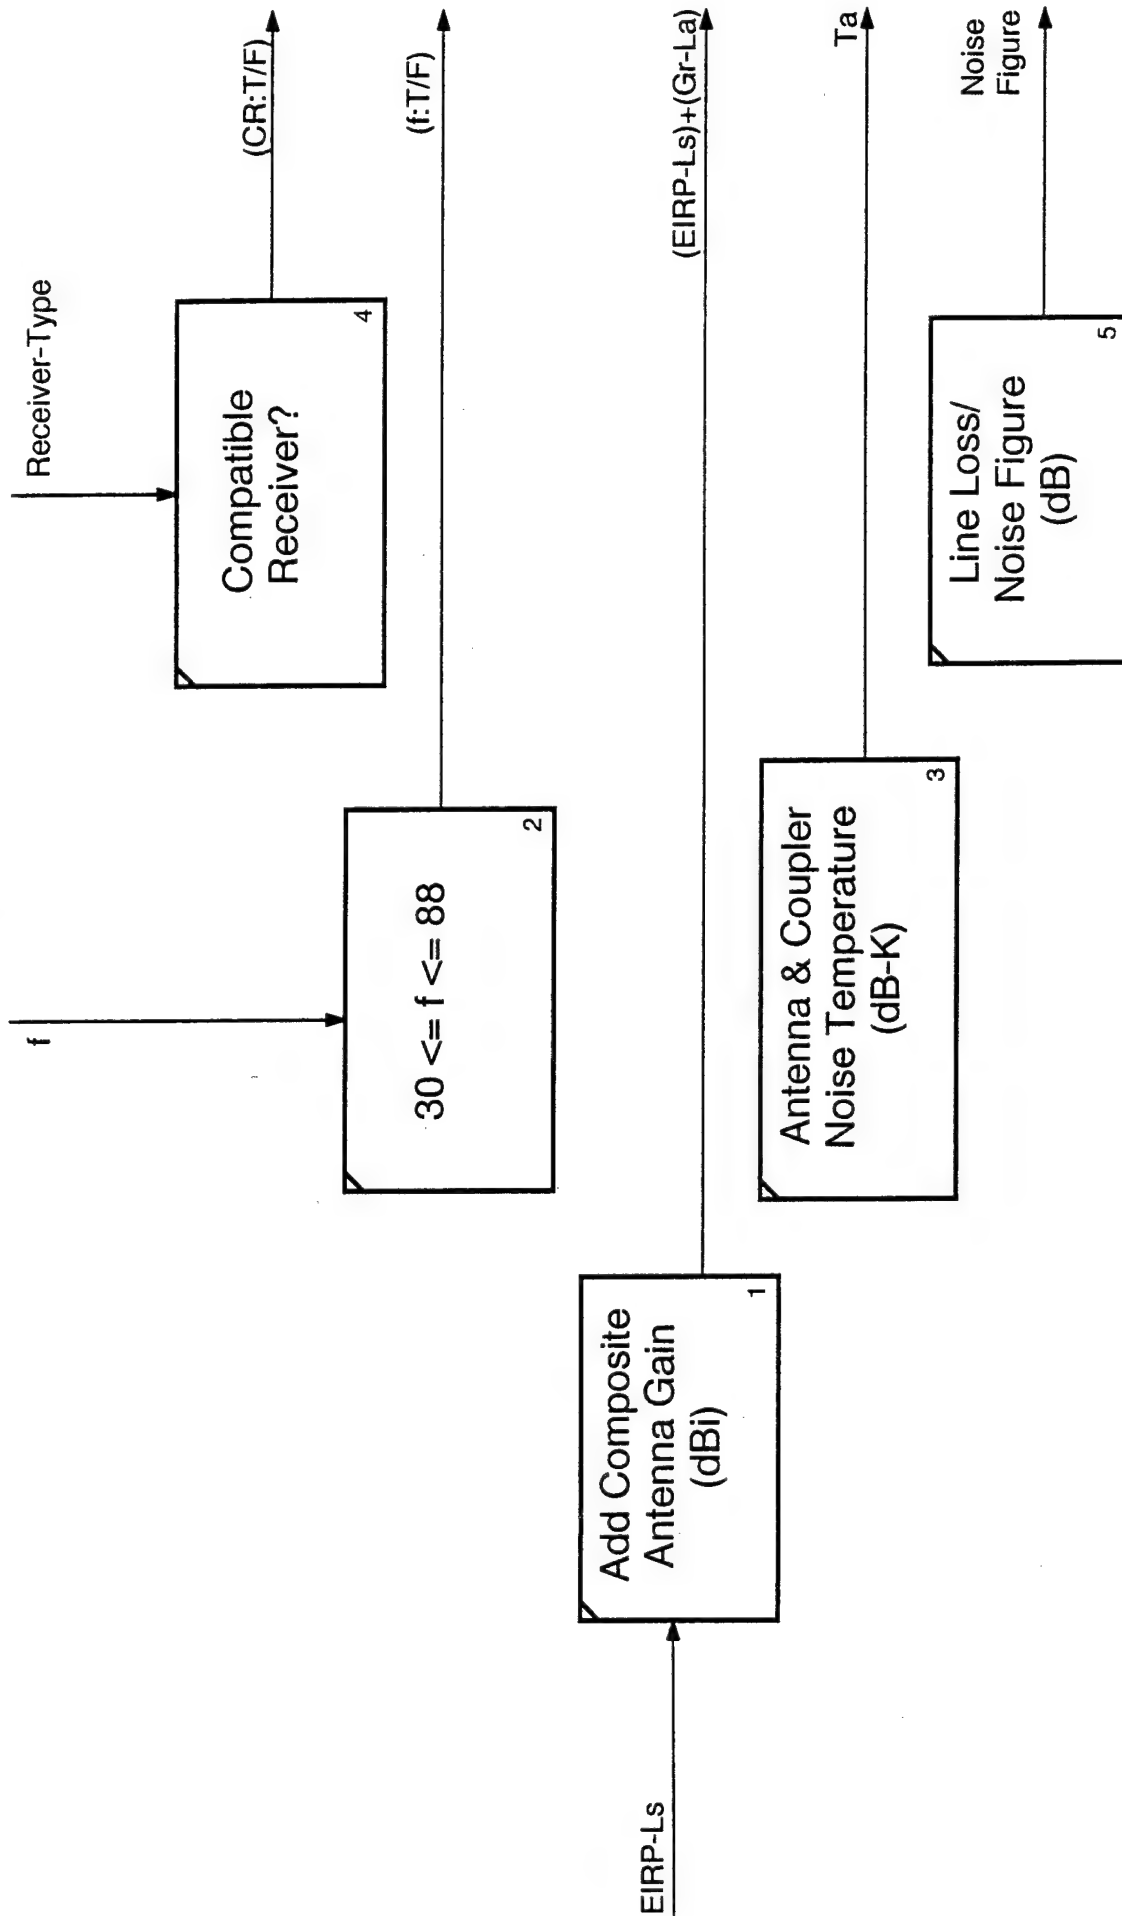 Receiver-Type
f
(CR:T/F)
Compatible
Receiver?
4
(f:T/F)
30 <= f <= 88
2
EIRP-Ls
Add Composite
Antenna Gain
(dBi)
1
(EIRP-Ls)+(Gr-La)
Antenna & Coupler
Noise Temperature
(dB-K)
3
Ta
Line Loss/
Noise Figure
(dB)
5
Noise
Figure